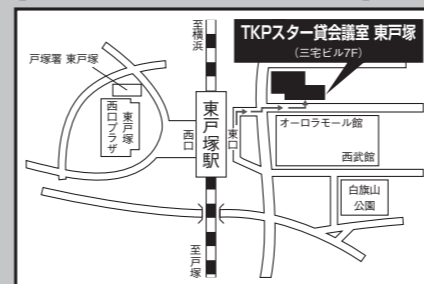 至横浜
TKPスター貸会議室 東戸塚
(三宅ビル7F)
戸塚署 東戸塚
東戸塚
西口プラザ
西口
東戸塚駅
東口
オーロラモール館
西武館
白旗山
公園
至戸塚